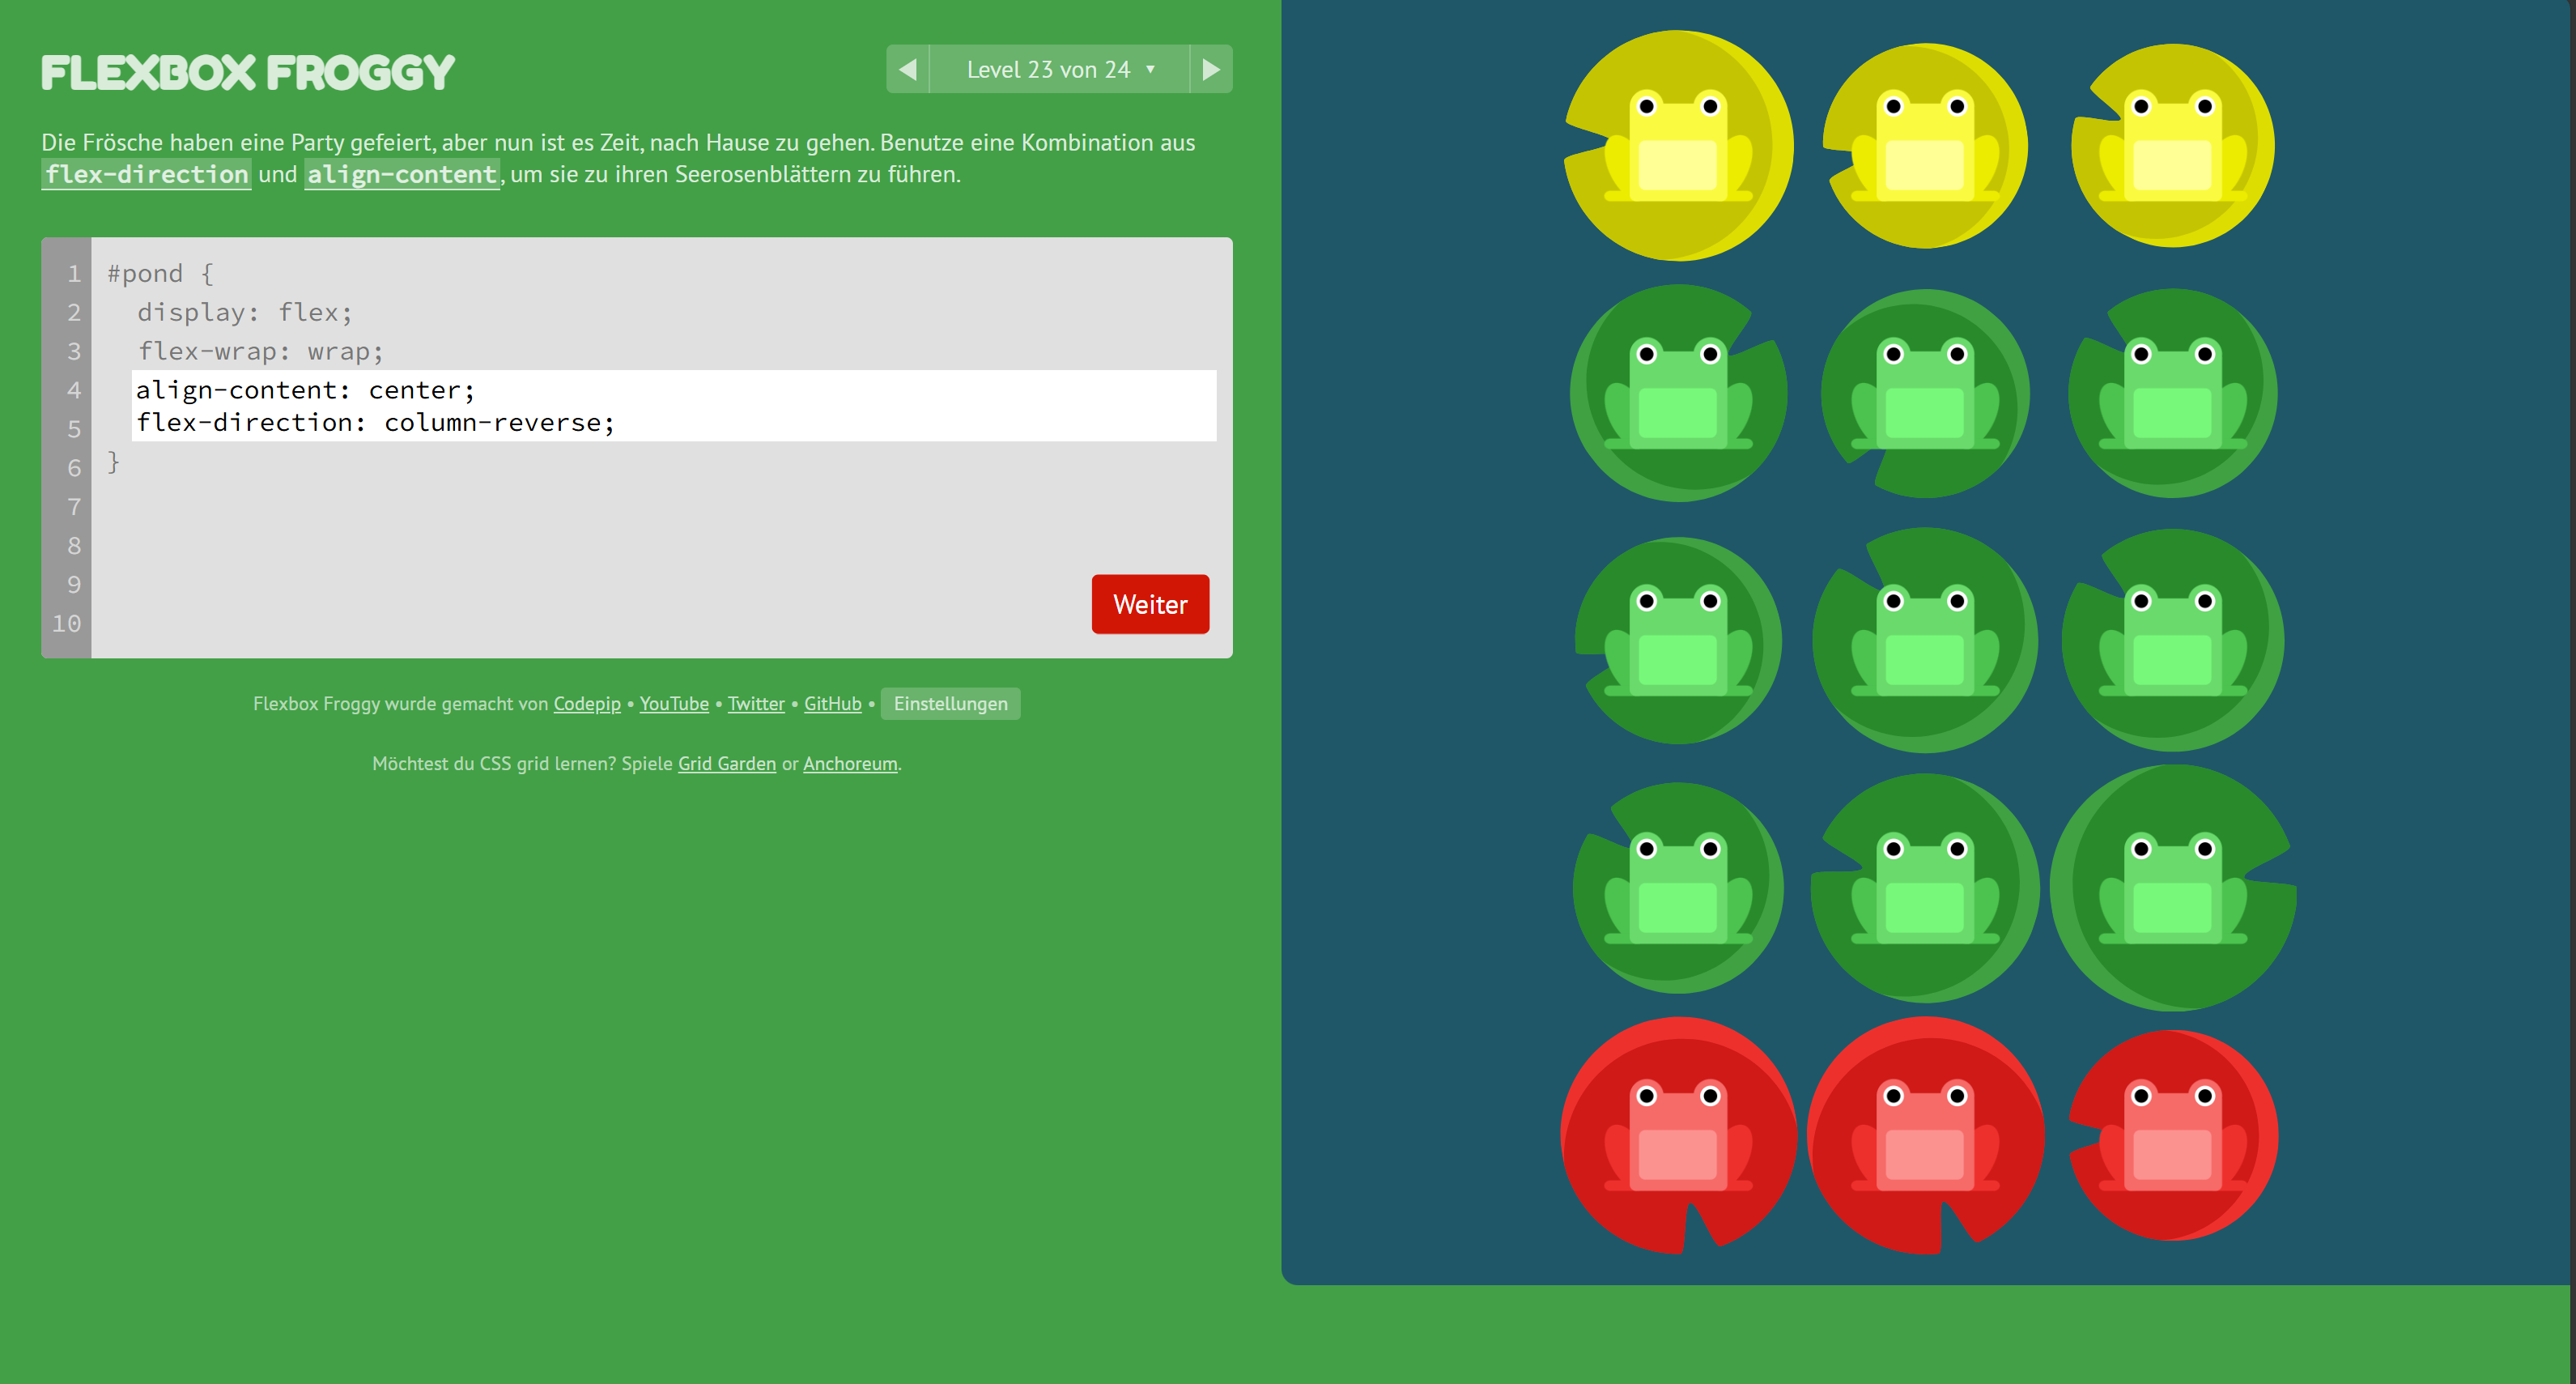 FLEXBOX FROGGY
◀ Level 23 von 24 ▼ ▶
Die Frösche haben eine Party gefeiert, aber nun ist es Zeit, nach Hause zu gehen. Benutze eine Kombination aus
flex-direction und align-content, um sie zu ihren Seerosenblättern zu führen.
1 #pond {
2 display: flex;
3 flex-wrap: wrap;
4 align-content: center;
5 flex-direction: column-reverse;
6 }
7
8
9
Weiter
10
Flexbox Froggy wurde gemacht von Codepip • YouTube • Twitter • GitHub • Einstellungen
Möchtest du CSS grid lernen? Spiele Grid Garden or Anchoreum.